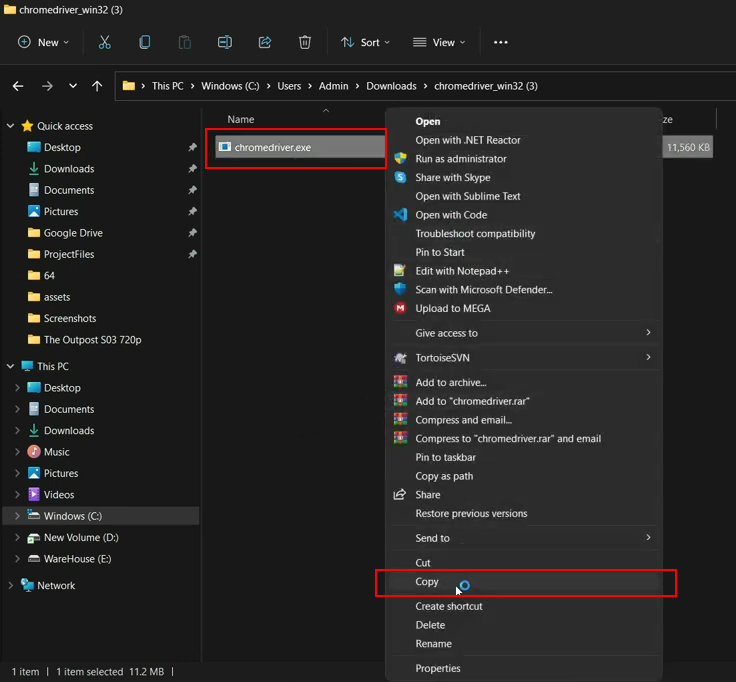 chromedriver_win32 (3)
New
Sort
View
This PC > Windows (C:) > Users > Admin > Downloads > chromedriver_win32 (3)
Quick access
Desktop
Downloads
Documents
Pictures
Google Drive
ProjectFiles
64
assets
Screenshots
The Outpost S03 720p
This PC
Desktop
Documents
Downloads
Music
Pictures
Videos
Windows (C:)
New Volume (D:)
WareHouse (E:)
Network
Name
ze
chromedriver.exe
11,560 KB
Open
Open with .NET Reactor
Run as administrator
Share with Skype
Open with Sublime Text
Open with Code
Troubleshoot compatibility
Pin to Start
Edit with Notepad++
Scan with Microsoft Defender...
Upload to MEGA
Give access to
TortoiseSVN
Add to archive...
Add to "chromedriver.rar"
Compress and email...
Compress to "chromedriver.rar" and email
Pin to taskbar
Copy as path
Share
Restore previous versions
Send to
Cut
Copy
Create shortcut
Delete
Rename
Properties
1 item | 1 item selected 11.2 MB |